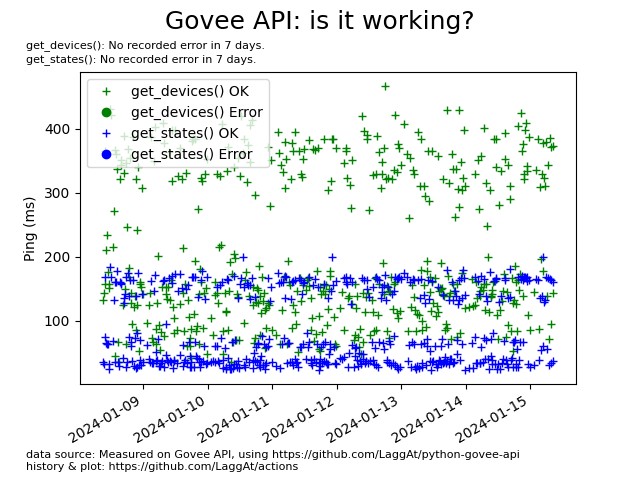 Govee API: is it working?
get_devices(): No recorded error in 7 days.
get_states(): No recorded error in 7 days.
get_devices() OK
get_devices() Error
get_states() OK
get_states() Error
Ping (ms)
400
300
200
100
2024-01-09
2024-01-10
2024-01-11
2024-01-12
2024-01-13
2024-01-14
2024-01-15
data source: Measured on Govee API, using https://github.com/LaggAt/python-govee-api
history & plot: https://github.com/LaggAt/actions